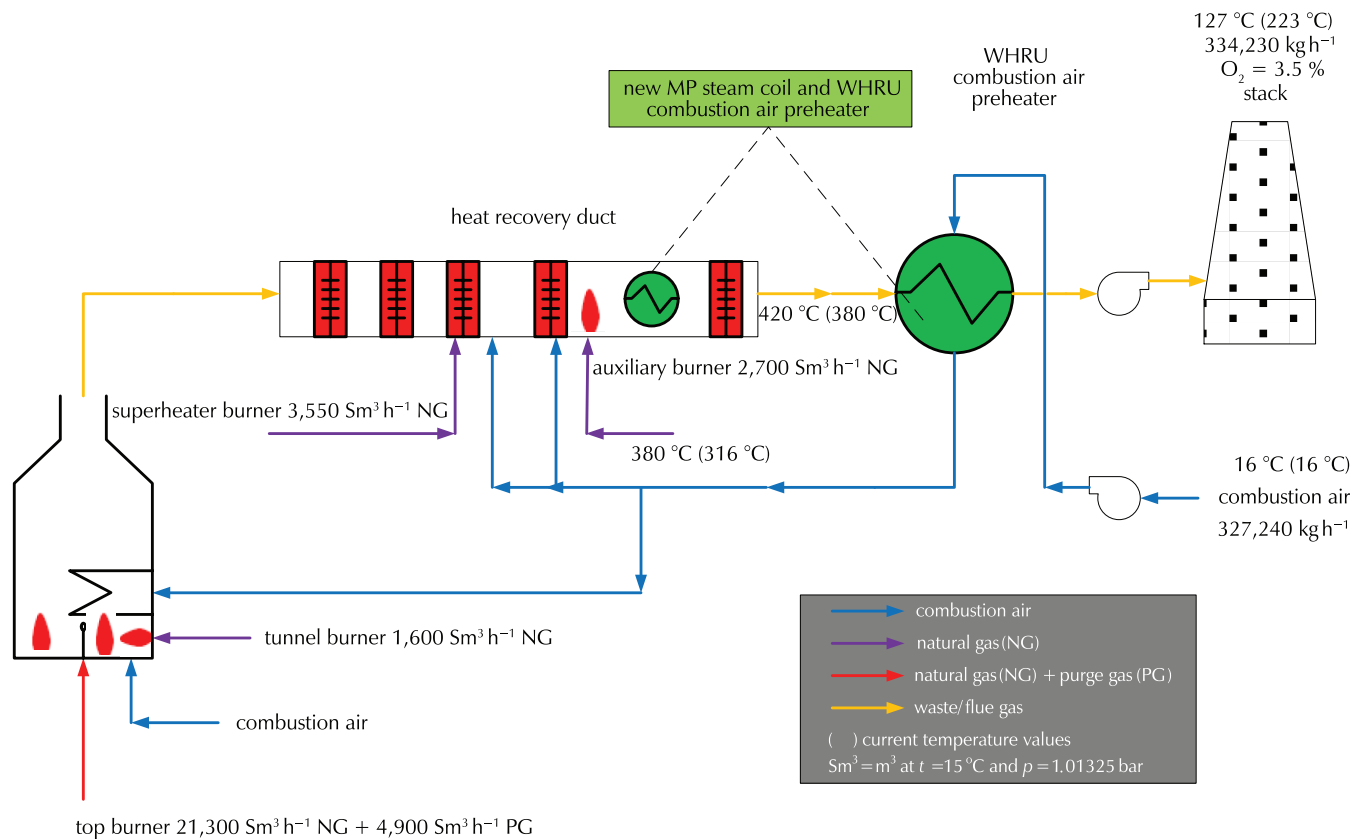 127 °C (223 °C)
334,230 kg h⁻¹
O₂ = 3.5 %
stack
WHRU
combustion air
preheater
new MP steam coil and WHRU
combustion air preheater
heat recovery duct
420 °C (380 °C)
auxiliary burner 2,700 Sm³ h⁻¹ NG
superheater burner 3,550 Sm³ h⁻¹ NG
380 °C (316 °C)
16 °C (16 °C)
combustion air
327,240 kg h⁻¹
tunnel burner 1,600 Sm³ h⁻¹ NG
combustion air
top burner 21,300 Sm³ h⁻¹ NG + 4,900 Sm³ h⁻¹ PG
combustion air
natural gas (NG)
natural gas (NG) + purge gas (PG)
waste/flue gas
( ) current temperature values
Sm³ = m³ at t = 15 °C and p = 1,01325 bar